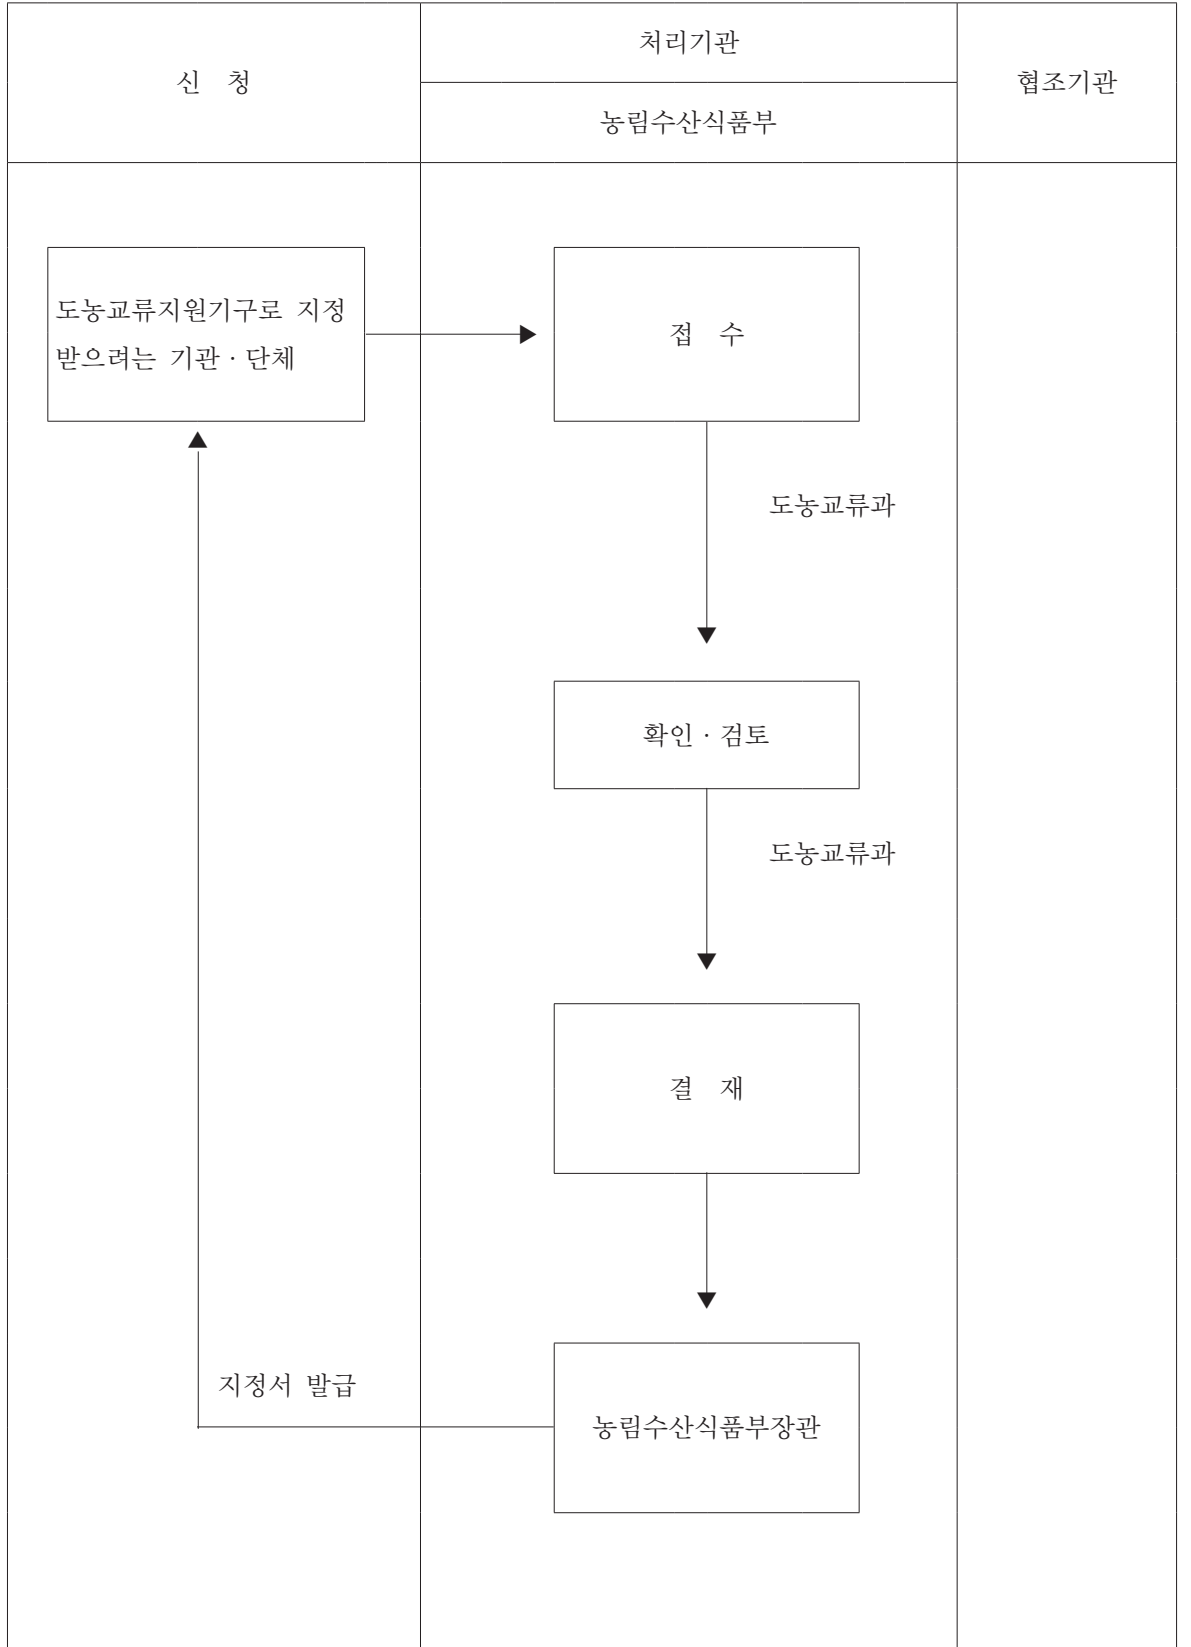 신 청
처리기관
협조기관
농림수산식품부
도농교류지원기구로 지정
받으려는 기관 · 단체
접 수
도농교류과
확인 · 검토
도농교류과
결 재
지정서 발급
농림수산식품부장관